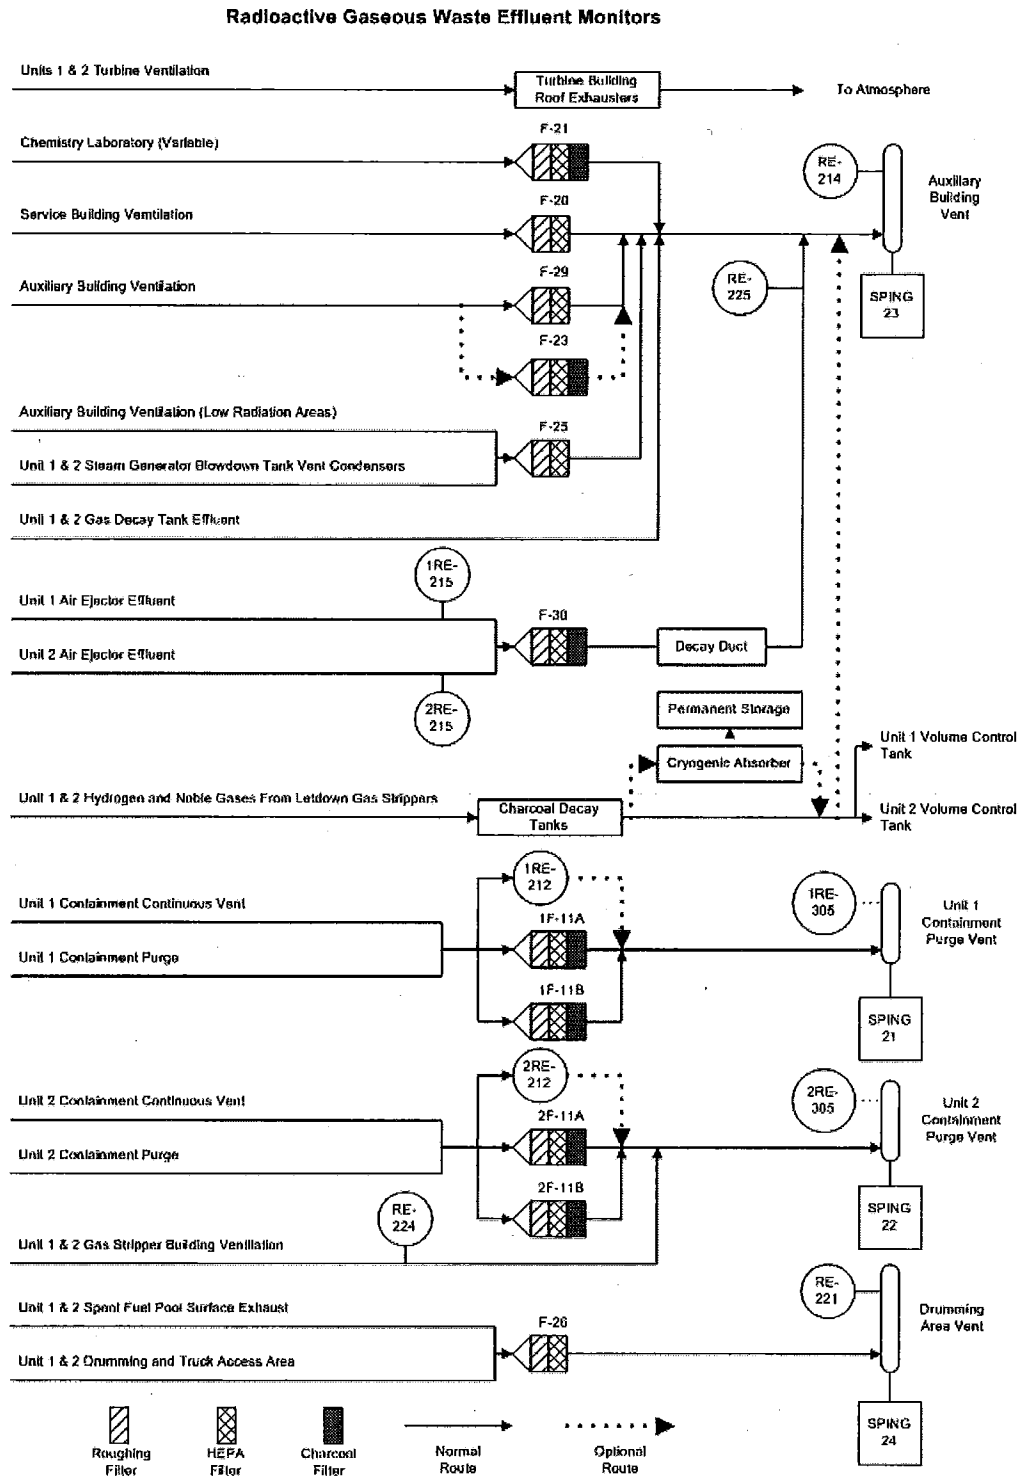 Radioactive Gaseous Waste Effluent Monitors
Units 1 & 2 Turbine Ventilation
Turbine Building
Roof Exhausters
To Atmosphere
F-21
Chemistry Laboratory (Variable)
RE-
214
Auxiliary
Building
Vent
F-20
Service Building Ventilation
F-29
RE-
225
Auxiliary Building Ventilation
SPING
23
F-23
Auxiliary Building Ventilation (Low Radiation Areas)
F-25
Unit 1 & 2 Steam Generator Blowdown Tank Vent Condensers
Unit 1 & 2 Gas Decay Tank Effluent
1RE-
215
Unit 1 Air Ejector Effluent
F-30
Decay Duct
Unit 2 Air Ejector Effluent
2RE-
215
Permanent Storage
Unit 1 Volume Control
Tank
Cryogenic Absorber
Unit 1 & 2 Hydrogen and Noble Gases From Letdown Gas Strippers
Charcoal Decay
Tanks
Unit 2 Volume Control
Tank
1RE-
212
1RE-
305
Unit 1
Containment
Purge Vent
Unit 1 Containment Continuous Vent
1F-11A
Unit 1 Containment Purge
1F-11B
SPING
21
2RE-
212
2RE-
305
Unit 2
Containment
Purge Vent
Unit 2 Containment Continuous Vent
2F-11A
Unit 2 Containment Purge
2F-11B
SPING
22
RE-
224
Unit 1 & 2 Gas Stripper Building Ventilation
RE-
221
Drumming
Area Vent
Unit 1 & 2 Spent Fuel Pool Surface Exhaust
F-26
Unit 1 & 2 Drumming and Truck Access Area
SPING
24
Roughing
Filter
HEPA
Filter
Charcoal
Filter
Normal
Route
Optional
Route